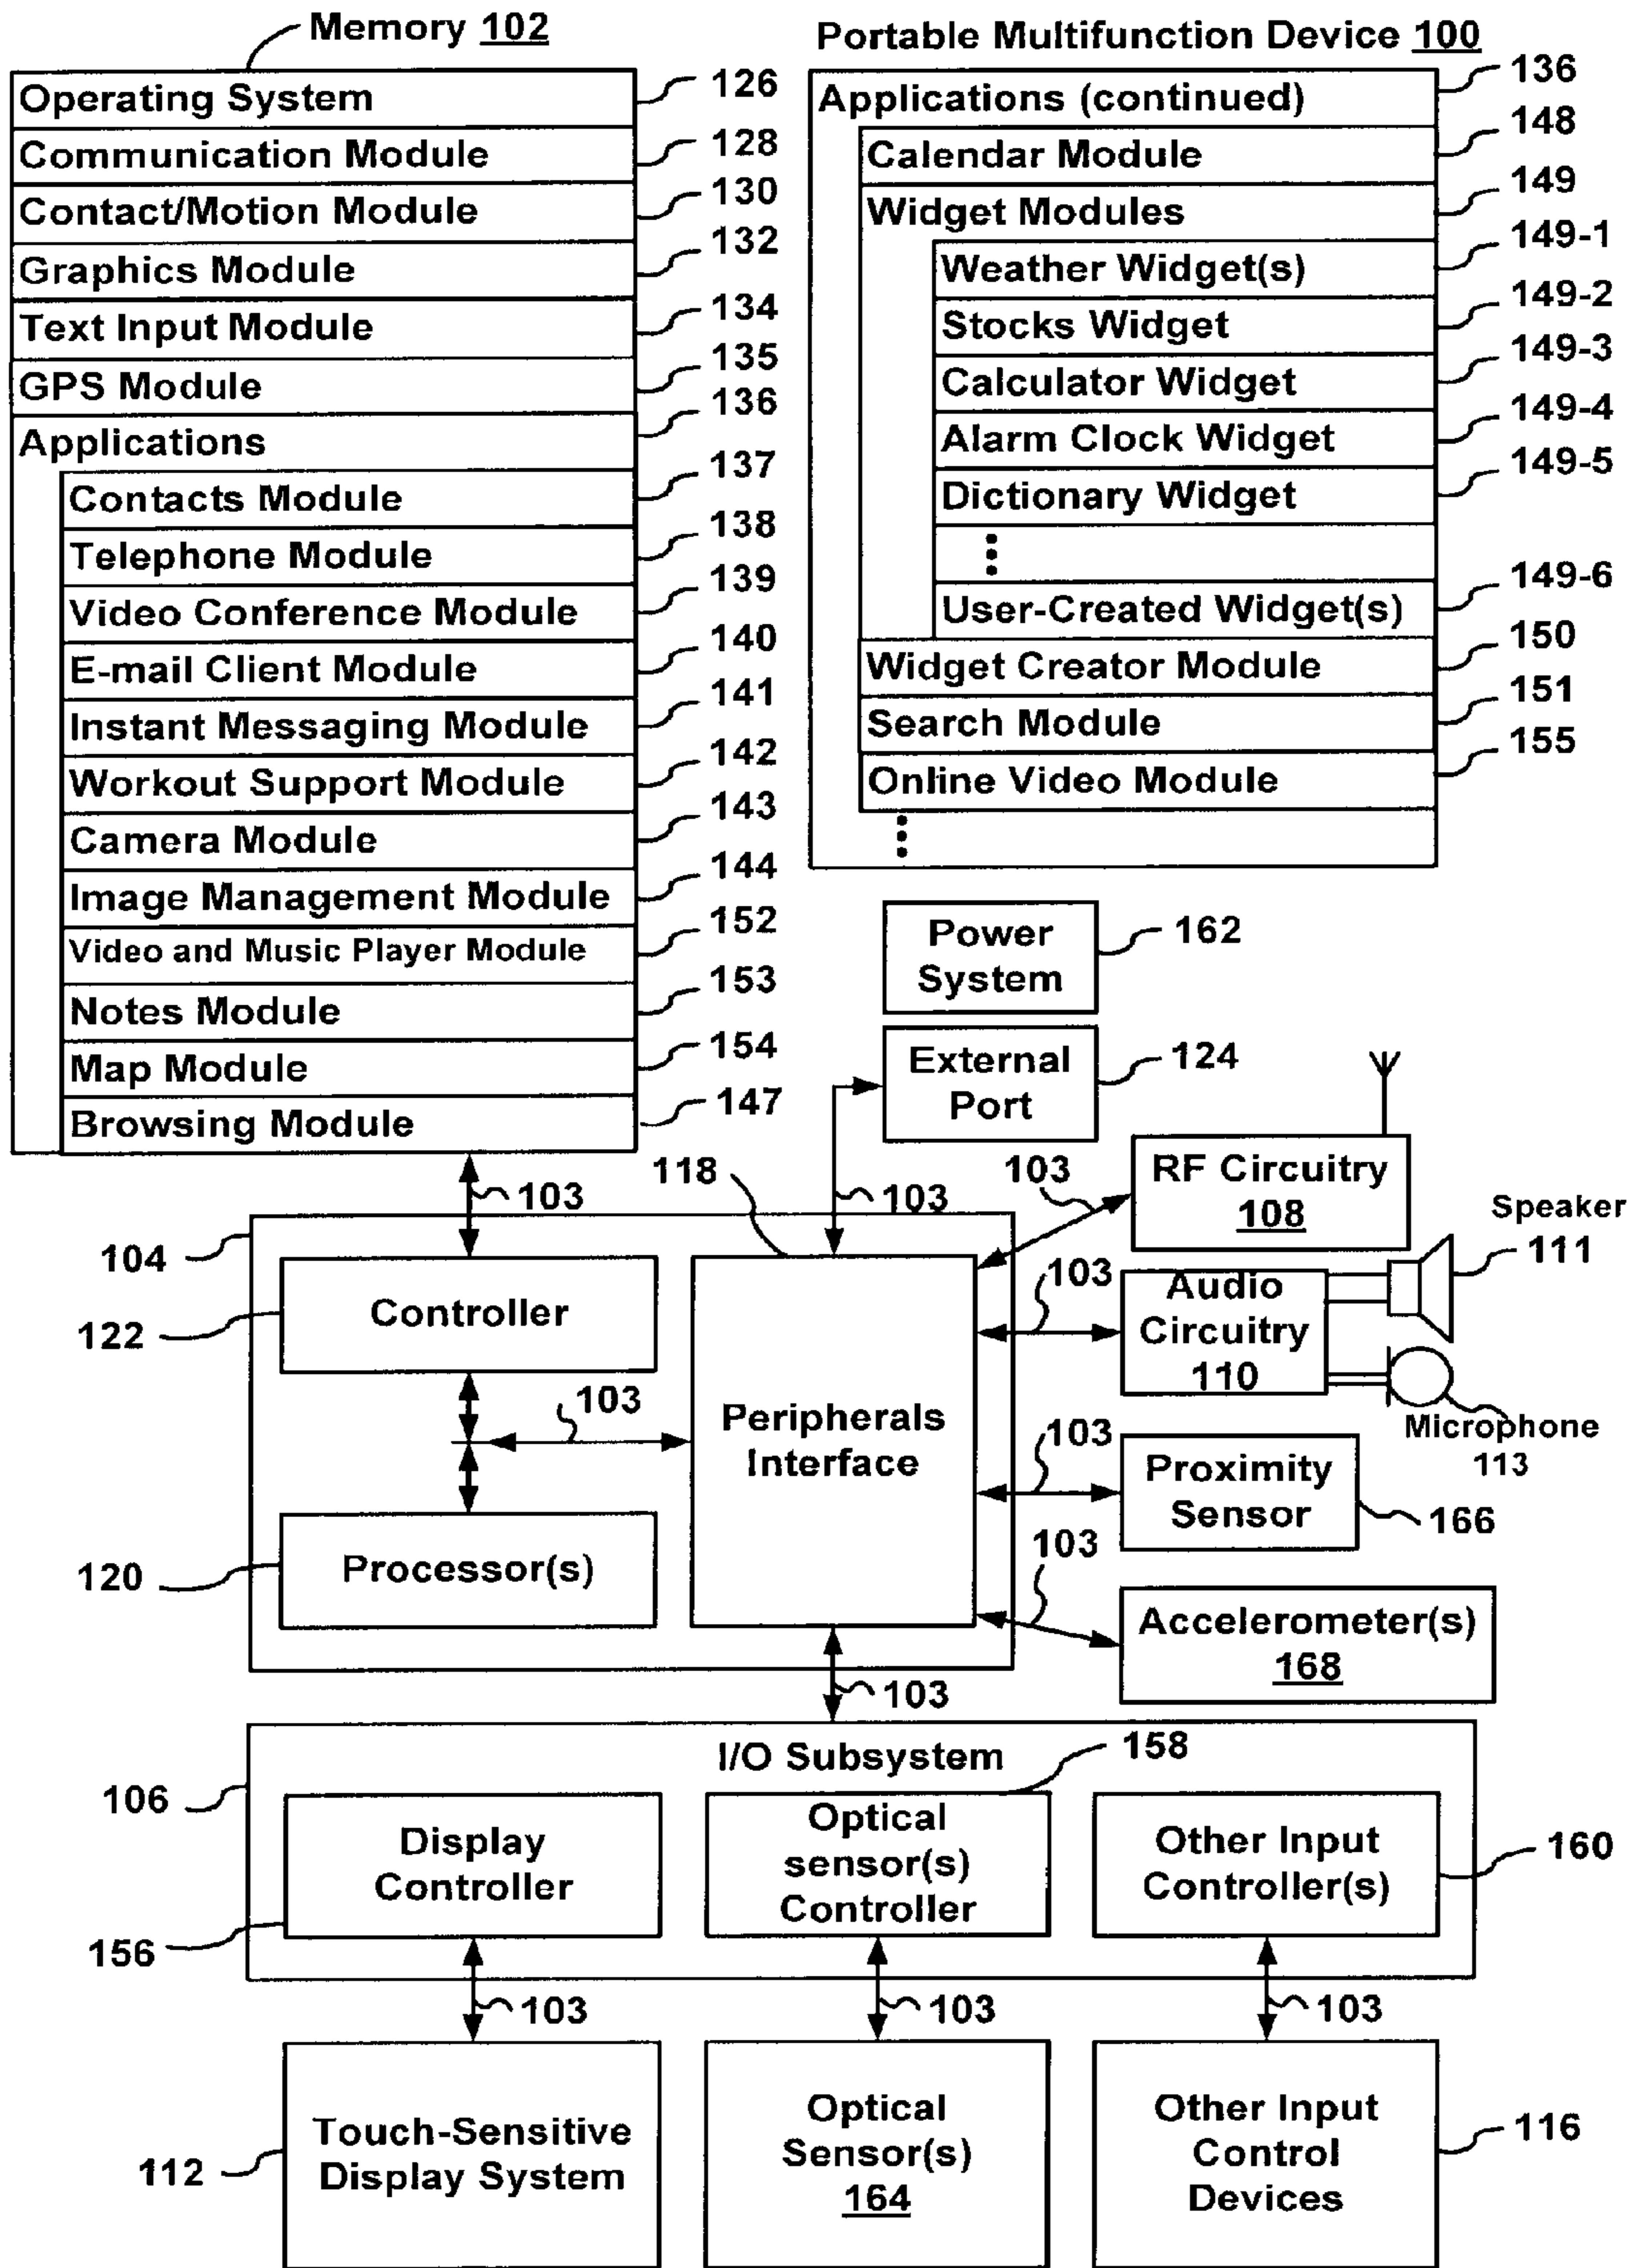 Memory 102
Operating System 126
Communication Module 128
Contact/Motion Module 130
Graphics Module 132
Text Input Module 134
GPS Module 135
Applications 136
Contacts Module 137
Telephone Module 138
Video Conference Module 139
E-mail Client Module 140
Instant Messaging Module 141
Workout Support Module 142
Camera Module 143
Image Management Module 144
Video and Music Player Module 152
Notes Module 153
Map Module 154
Browsing Module 147
Portable Multifunction Device 100
Applications (continued) 136
Calendar Module 148
Widget Modules 149
Weather Widget(s) 149-1
Stocks Widget 149-2
Calculator Widget 149-3
Alarm Clock Widget 149-4
Dictionary Widget 149-5
User-Created Widget(s) 149-6
Widget Creator Module 150
Search Module 151
Online Video Module 155
Power
System
162
External
Port
124
RF Circuitry
108
103
Speaker
111
Audio
Circuitry
110
103
Microphone
113
Proximity
Sensor
166
103
Accelerometer(s)
168
103
103
103
118
104
Controller
122
103
Peripherals
Interface
Processor(s)
120
103
I/O Subsystem
106
Display
Controller
156
158
Optical
sensor(s)
Controller
Other Input
Controller(s)
160
103
103
103
Touch-Sensitive
Display System
112
Optical
Sensor(s)
164
Other Input
Control
Devices
116